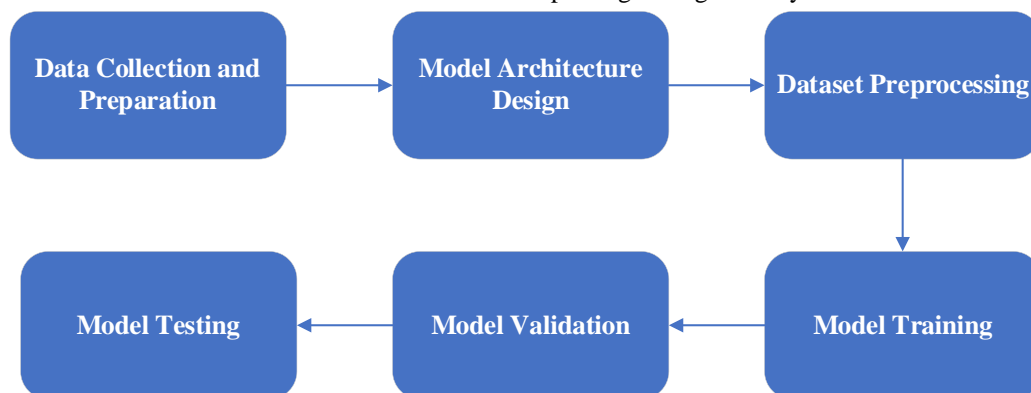 Data Collection and
Preparation
Model Architecture
Design
Dataset Preprocessing
Model Training
Model Validation
Model Testing